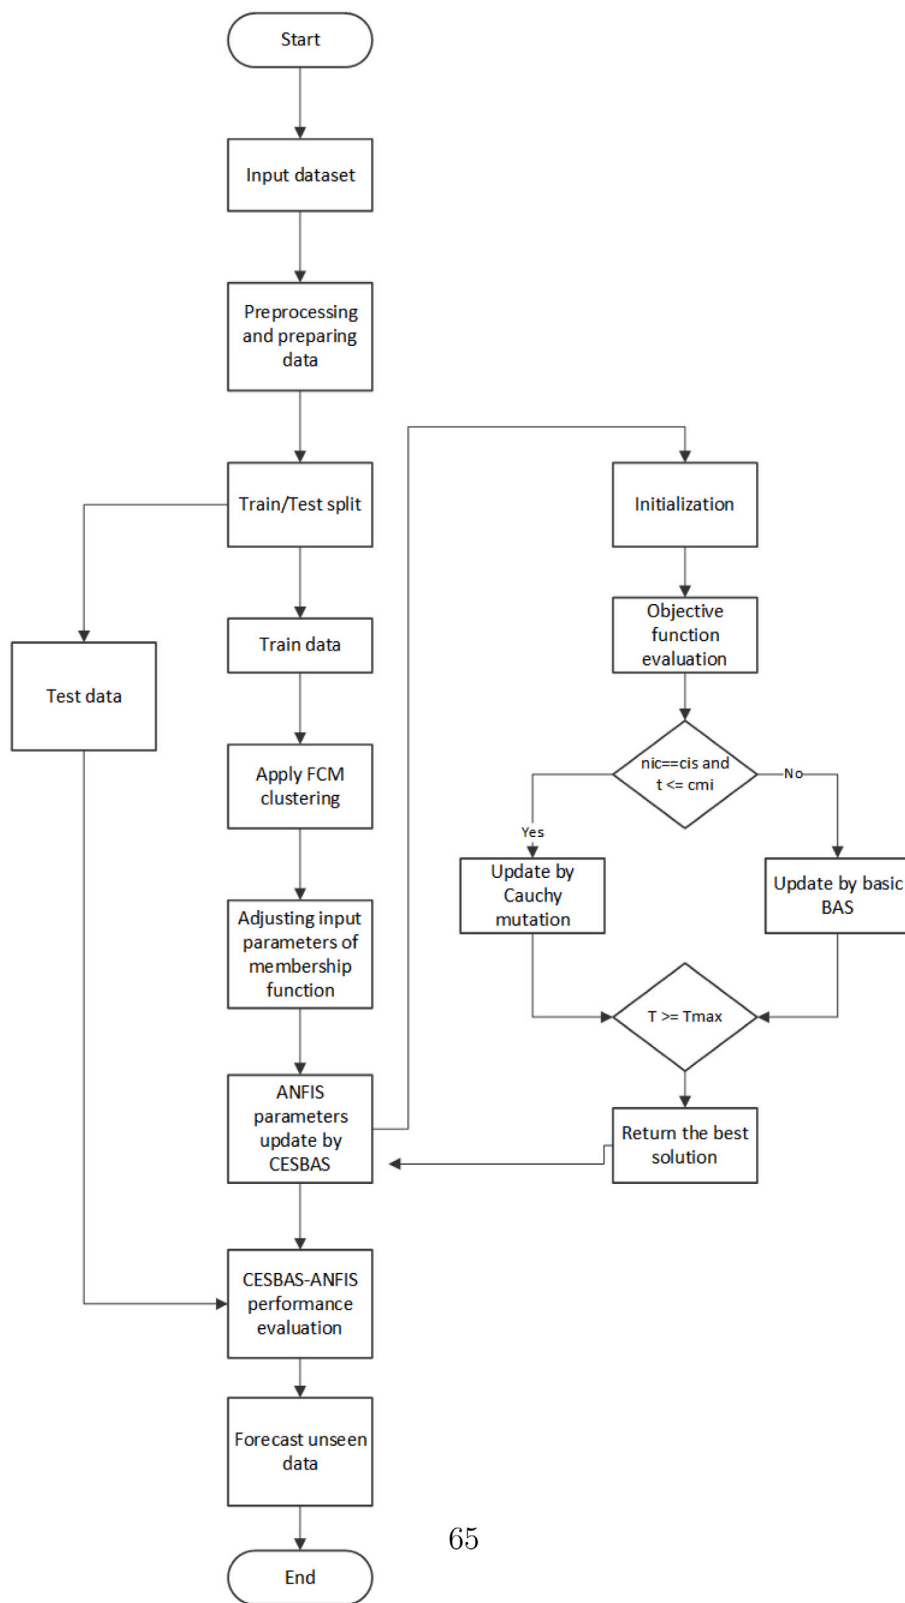 Start
Input dataset
Preprocessing
and preparing
data
Train/Test split
Train data
Test data
Apply FCM
clustering
Adjusting input
parameters of
membership
function
ANFIS
parameters
update by
CESBAS
CESBAS-ANFIS
performance
evaluation
Forecast unseen
data
End
Initialization
Objective
function
evaluation
nic==cis and
t <= cmi
Yes
No
Update by
Cauchy
mutation
Update by basic
BAS
T >= Tmax
Return the best
solution
65